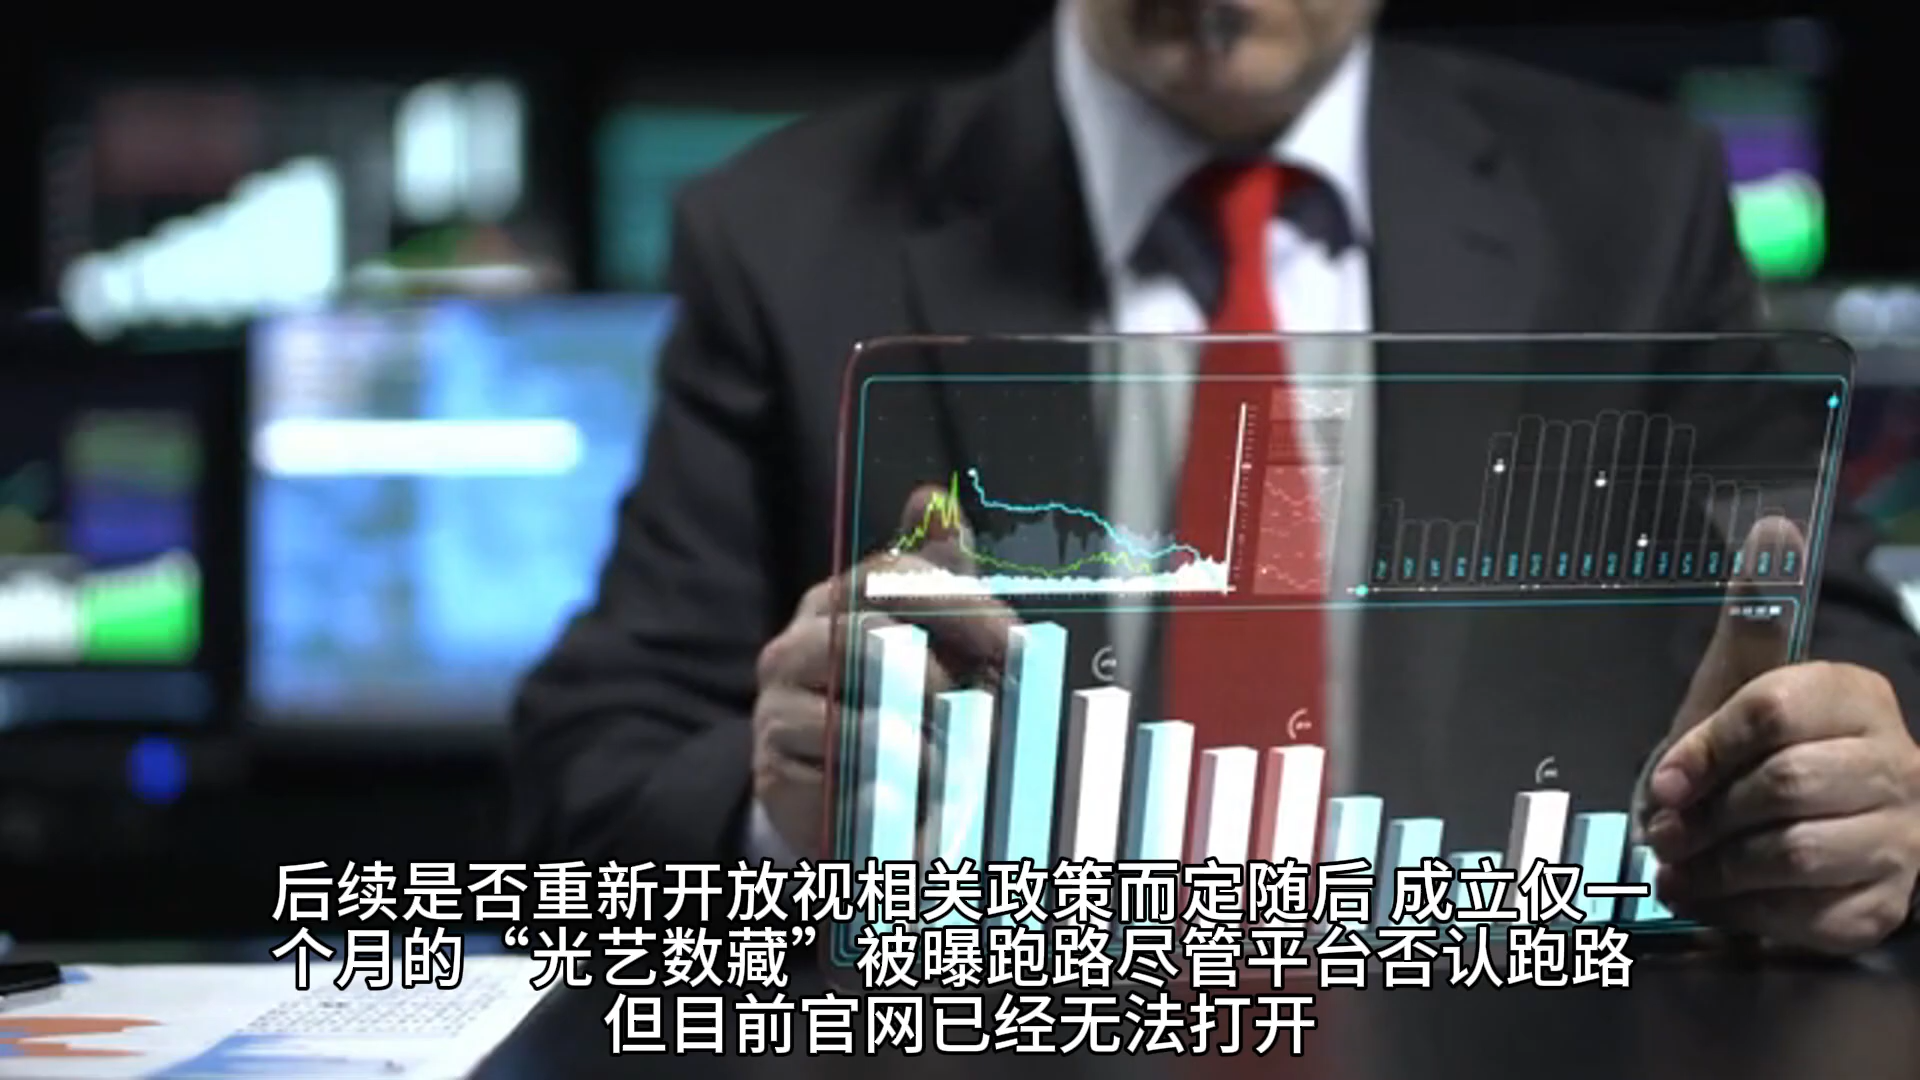 后续是否重新开放视相关政策而定随后 成立仅一
个月的“光艺数藏”被曝跑路尽管平台否认跑路
但目前官网已经无法打开